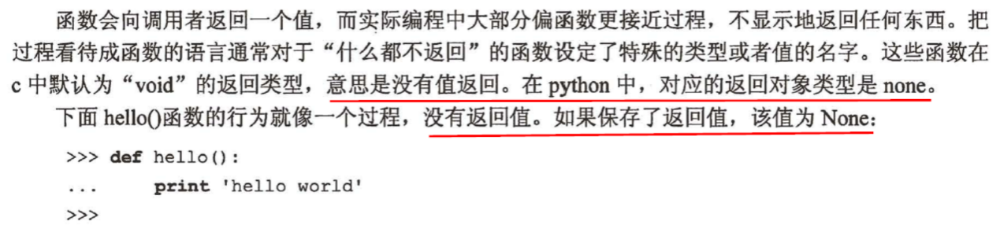 函数会向调用者返回一个值，而实际编程中大部分偏函数更接近过程，不显示地返回任何东西。把
过程看待成函数的语言通常对于“什么都不返回”的函数设定了特殊的类型或者值的名字。这些函数在
c 中默认为“void”的返回类型，意思是没有值返回。在 python 中，对应的返回对象类型是 none。
下面 hello()函数的行为就像一个过程，没有返回值。如果保存了返回值，该值为 None：
>>> def hello():
...     print 'hello world'
>>>